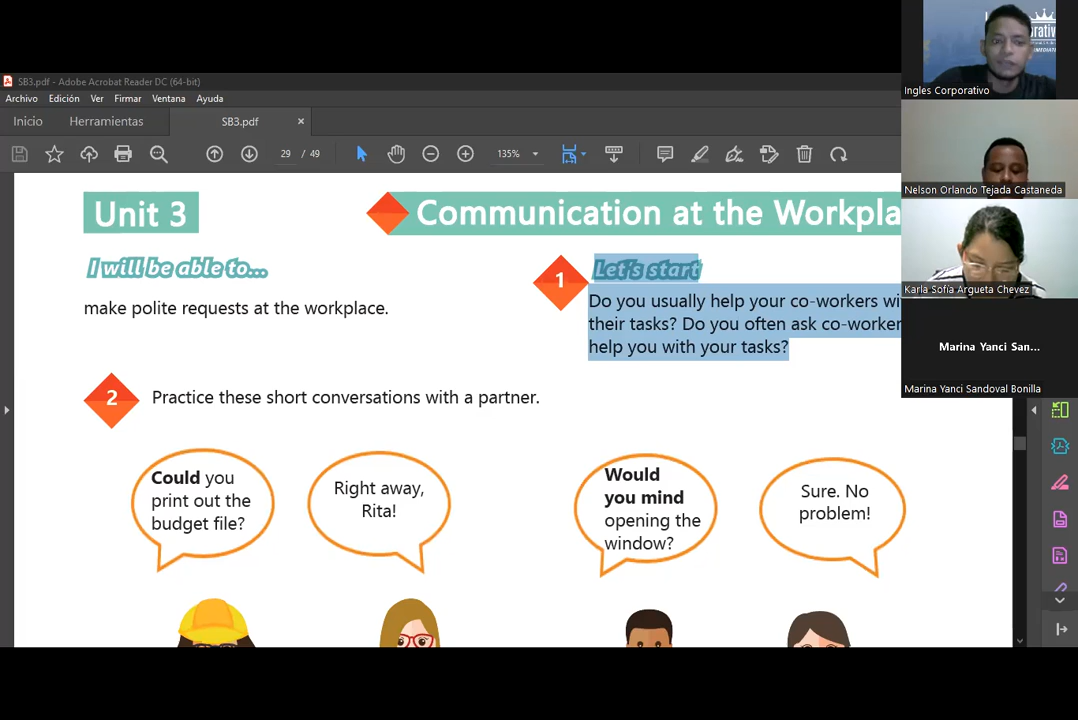 SB3.pdf - Adobe Acrobat Reader DC (64-bit)
Archivo Edición Ver Firmar Ventana Ayuda
Inicio Herramientas SB3.pdf ×
29 / 49 135%
Unit 3 Communication at the Workpla
I will be able to...
make polite requests at the workplace.
1 Let's start
Do you usually help your co-workers wi
their tasks? Do you often ask co-worker
help you with your tasks?
2 Practice these short conversations with a partner.
Could you
print out the
budget file?
Right away,
Rita!
Would
you mind
opening the
window?
Sure. No
problem!
Ingles Corporativo
Nelson Orlando Tejada Castaneda
Karla Sofía Argueta Chevez
Marina Yanci San...
Marina Yanci Sandoval Bonilla